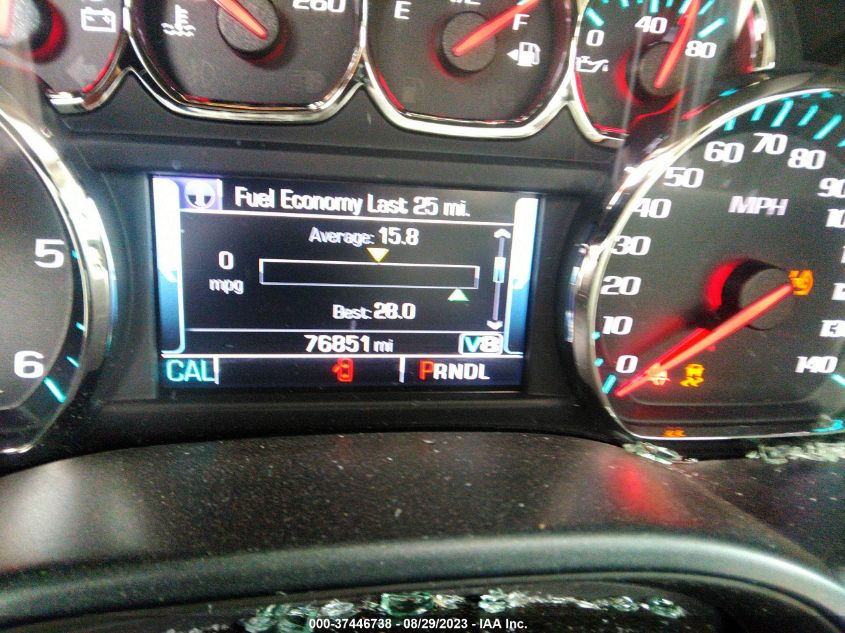 260
E
F
0
40
80
Fuel Economy Last 25 mi.
Average: 15.8
0
mpg
Best: 28.0
76851 mi
V8
CAL
PRNDL
5
6
0
10
20
30
40
50
60
70
80
90
MPH
140
000-37446738 - 08/29/2023 - IAA Inc.